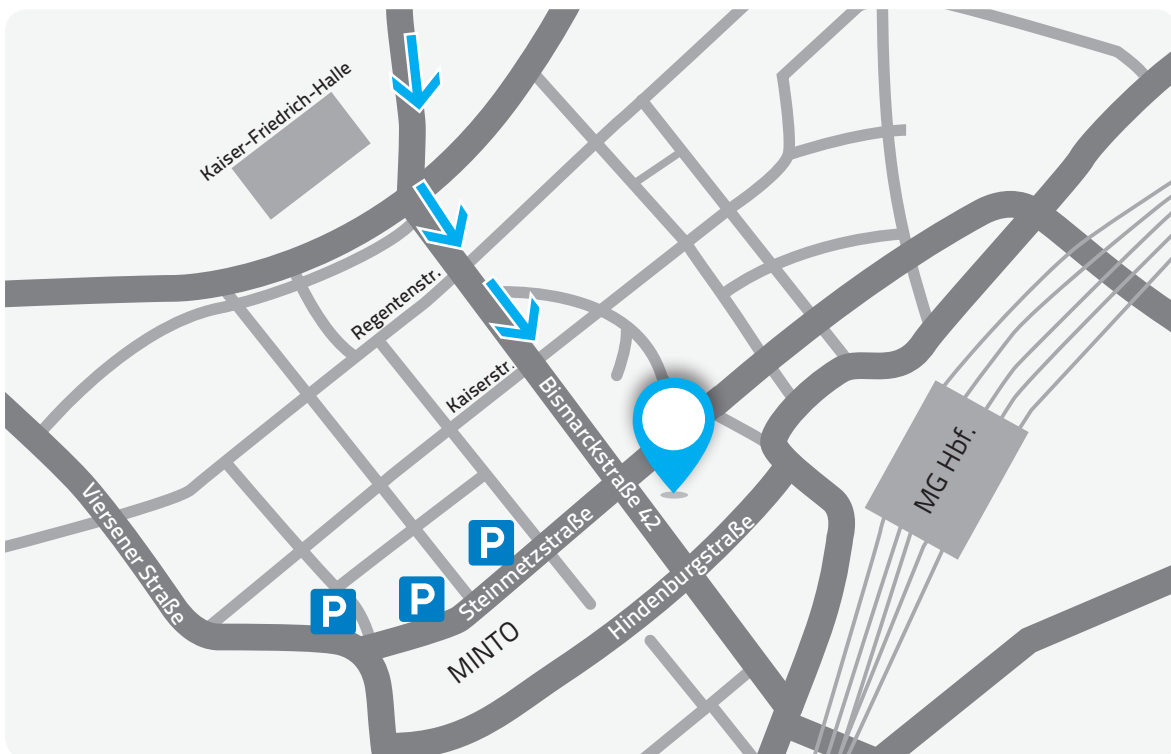 Kaiser-Friedrich-Halle
Regentenstr.
Kaiserstr.
Bismarckstraße 42
MG Hbf.
Viersener Straße
P
P
P
Steinmetzstraße
Hindenburgstraße
MINTO